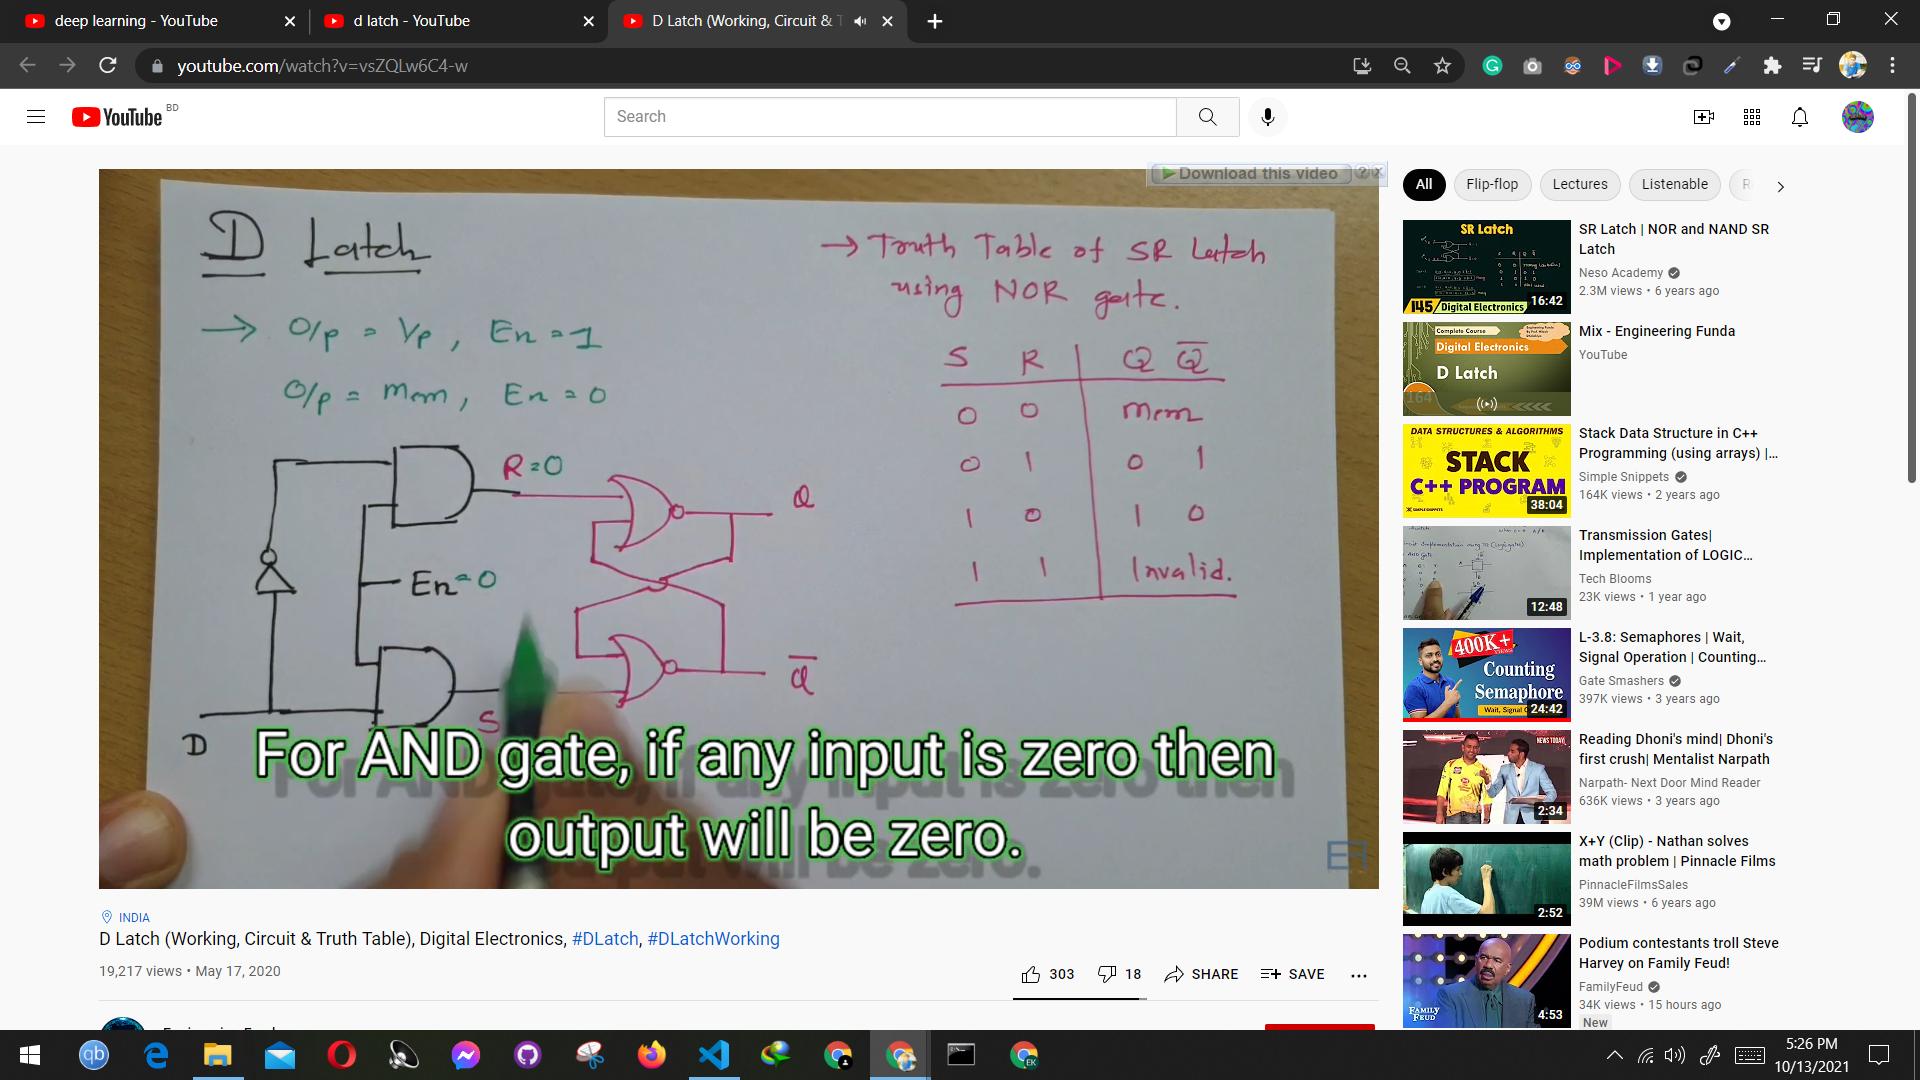 deep learning - YouTube
d latch - YouTube
D Latch (Working, Circuit &
youtube.com/watch?v=vsZQLw6C4-w
YouTube BD
Search
Download this video
D Latch
→ O/p = I/p, En = 1
O/p = Mem, En = 0
→ Truth Table of SR Latch
using NOR gate.
S R Q Q̅
0 0 Mem
0 1 0 1
1 0 1 0
1 1 Invalid.
R=0
Q
En=0
Q̅
S
D
For AND gate, if any input is zero then
output will be zero.
INDIA
D Latch (Working, Circuit & Truth Table), Digital Electronics, #DLatch, #DLatchWorking
19,217 views • May 17, 2020
303
18
SHARE
SAVE
All
Flip-flop
Lectures
Listenable
SR Latch
145 Digital Electronics
16:42
SR Latch | NOR and NAND SR
Latch
Neso Academy
2.3M views • 6 years ago
Complete Course
Digital Electronics
D Latch
164
Mix - Engineering Funda
YouTube
DATA STRUCTURES & ALGORITHMS
STACK
C++ PROGRAM
38:04
Stack Data Structure in C++
Programming (using arrays) |...
Simple Snippets
164K views • 2 years ago
12:48
Transmission Gates|
Implementation of LOGIC...
Tech Blooms
23K views • 1 year ago
400K+
VIEWS
Counting
Semaphore
Wait, Signal
24:42
L-3.8: Semaphores | Wait,
Signal Operation | Counting...
Gate Smashers
397K views • 3 years ago
NEWS TODAY
2:34
Reading Dhoni's mind| Dhoni's
first crush| Mentalist Narpath
Narpath- Next Door Mind Reader
636K views • 3 years ago
2:52
X+Y (Clip) - Nathan solves
math problem | Pinnacle Films
PinnacleFilmsSales
39M views • 6 years ago
FAMILY
FEUD
4:53
Podium contestants troll Steve
Harvey on Family Feud!
FamilyFeud
34K views • 15 hours ago
New
qb
EK
5:26 PM
10/13/2021